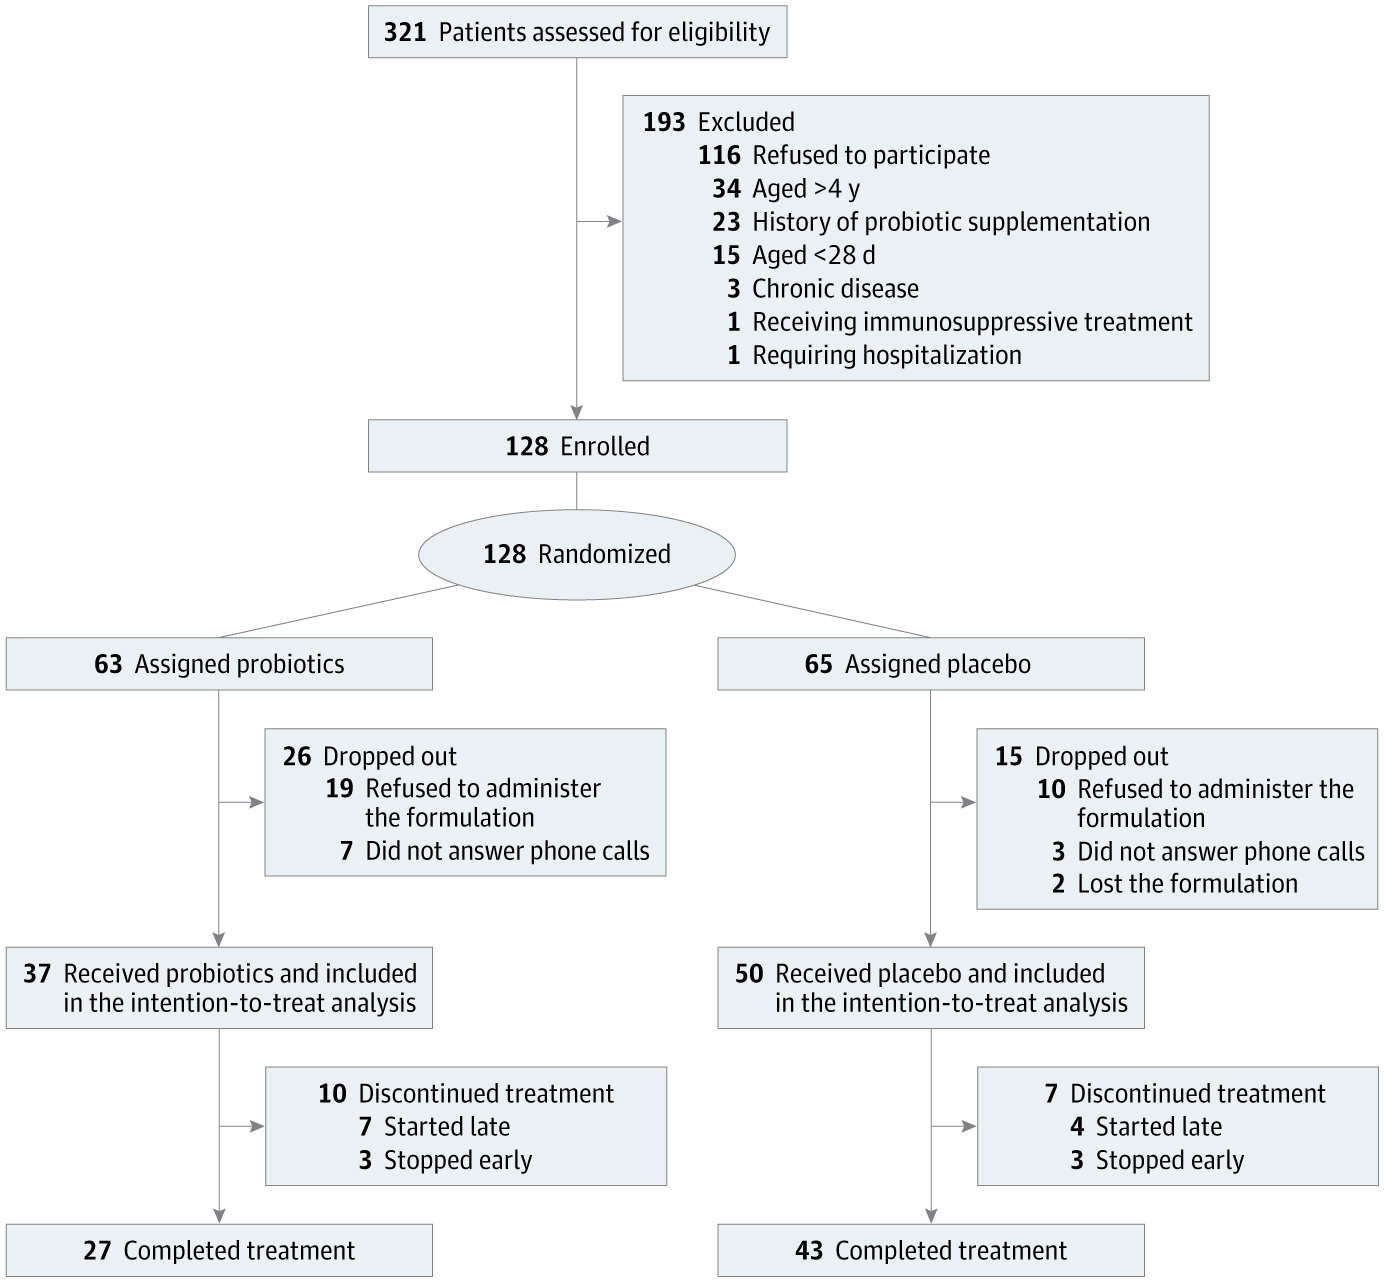 321 Patients assessed for eligibility
193 Excluded
116 Refused to participate
34 Aged >4 y
23 History of probiotic supplementation
15 Aged <28 d
3 Chronic disease
1 Receiving immunosuppressive treatment
1 Requiring hospitalization
128 Enrolled
128 Randomized
63 Assigned probiotics
26 Dropped out
19 Refused to administer
the formulation
7 Did not answer phone calls
37 Received probiotics and included
in the intention-to-treat analysis
10 Discontinued treatment
7 Started late
3 Stopped early
27 Completed treatment
65 Assigned placebo
15 Dropped out
10 Refused to administer the
formulation
3 Did not answer phone calls
2 Lost the formulation
50 Received placebo and included
in the intention-to-treat analysis
7 Discontinued treatment
4 Started late
3 Stopped early
43 Completed treatment